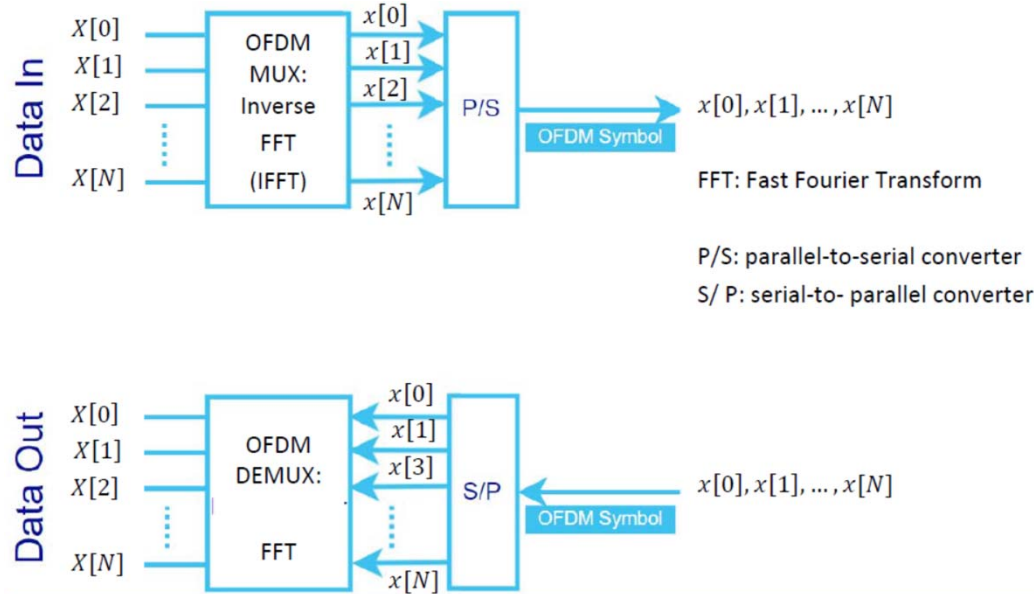 Data In
X[0]
X[1]
X[2]
X[N]
OFDM
MUX:
Inverse
FFT
(IFFT)
x[0]
x[1]
x[2]
x[N]
P/S
OFDM Symbol
x[0], x[1], ... , x[N]
FFT: Fast Fourier Transform
P/S: parallel-to-serial converter
S/ P: serial-to- parallel converter
Data Out
X[0]
X[1]
X[2]
X[N]
OFDM
DEMUX:
FFT
x[0]
x[1]
x[3]
x[N]
S/P
OFDM Symbol
x[0], x[1], ... , x[N]